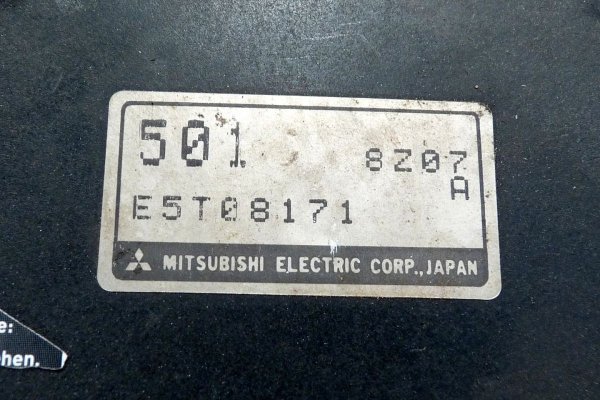 501
8Z07
A
E5T08171
MITSUBISHI ELECTRIC CORP., JAPAN
e:
hen.